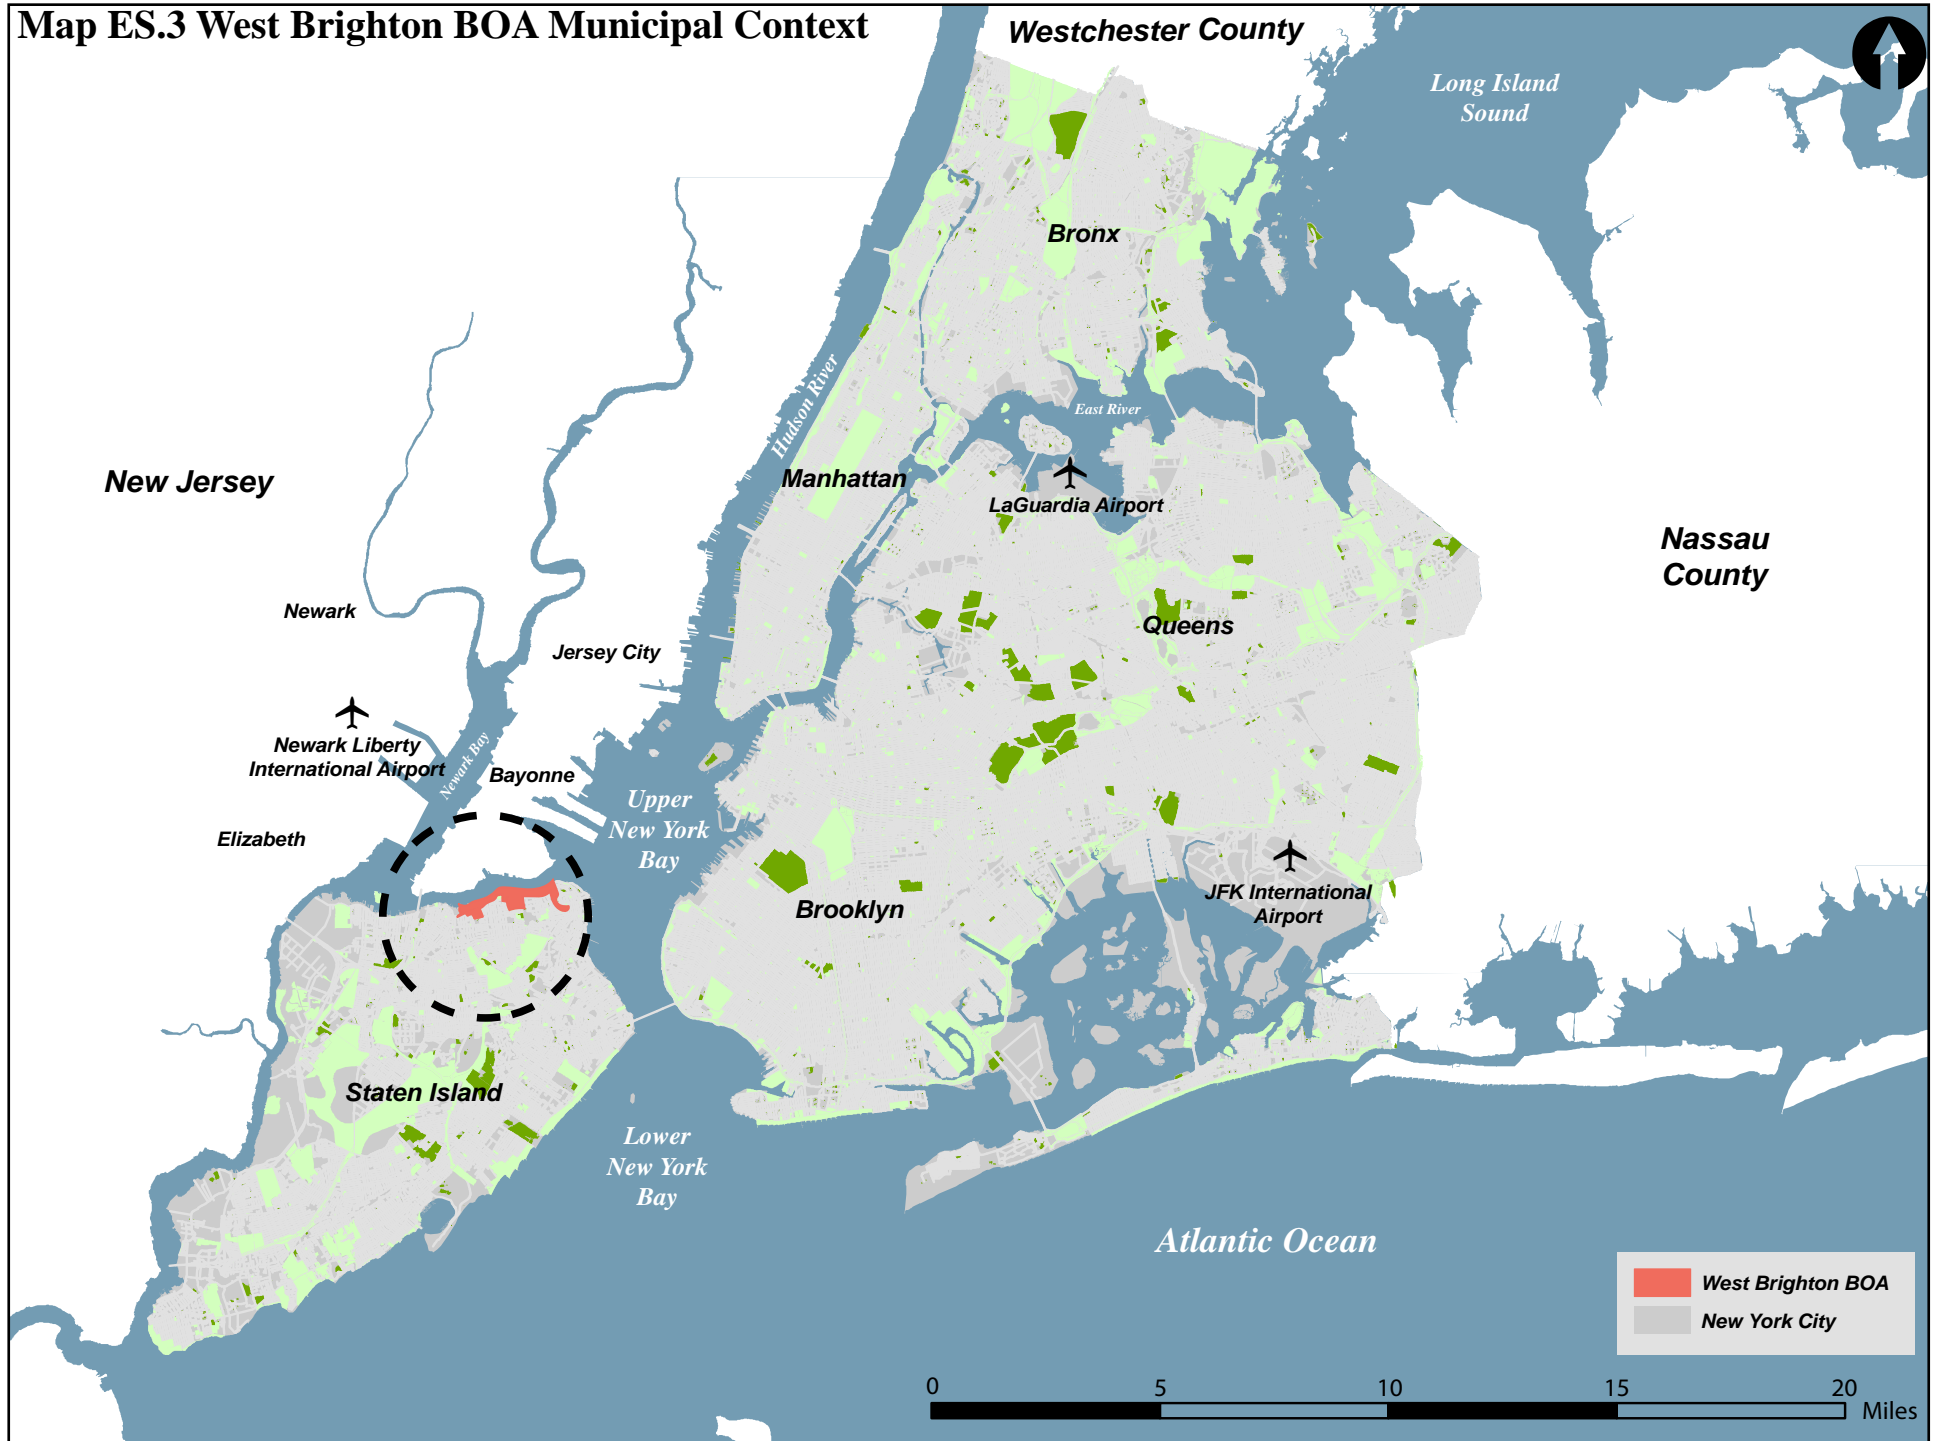 Map ES.3 West Brighton BOA Municipal Context
Westchester County
Long Island
Sound
Bronx
Hudson River
East River
Manhattan
LaGuardia Airport
New Jersey
Nassau
County
Newark
Jersey City
Queens
Newark Liberty
International Airport
Newark Bay
Bayonne
Upper
New York
Bay
Elizabeth
Brooklyn
JFK International
Airport
Staten Island
Lower
New York
Bay
Atlantic Ocean
West Brighton BOA
New York City
0 5 10 15 20
Miles